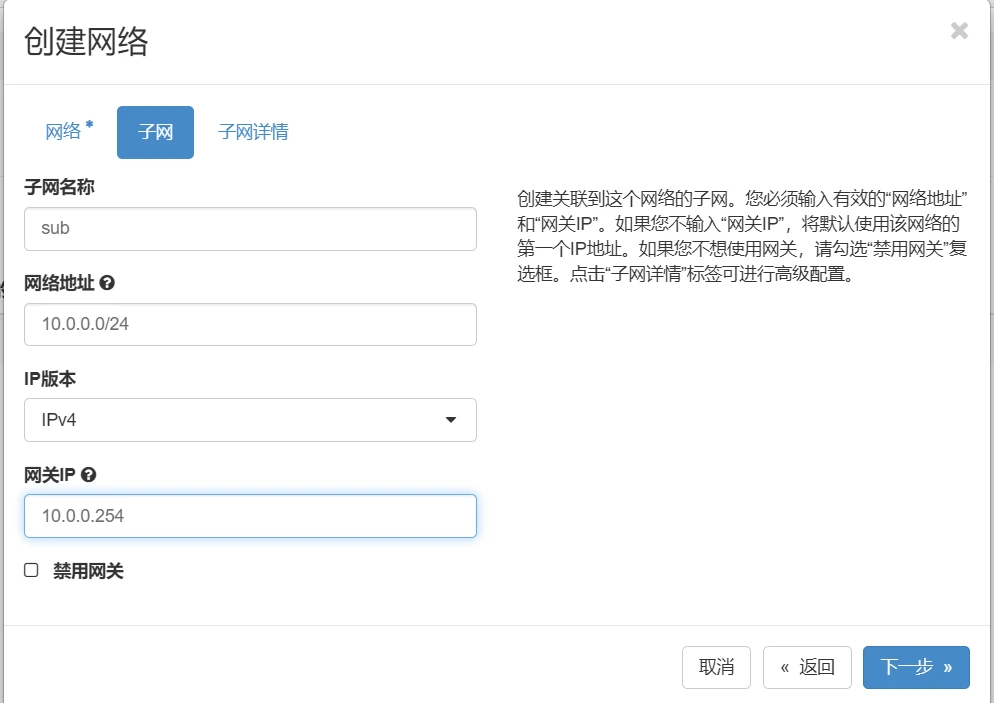 创建网络
×
网络 *
子网
子网详情
子网名称
sub
网络地址 ?
10.0.0.0/24
IP版本
IPv4
网关IP ?
10.0.0.254
禁用网关
创建关联到这个网络的子网。您必须输入有效的“网络地址”
和“网关IP”。如果您不输入“网关IP”，将默认使用该网络的
第一个IP地址。如果您不想使用网关，请勾选“禁用网关”复
选框。点击“子网详情”标签可进行高级配置。
取消
« 返回
下一步 »